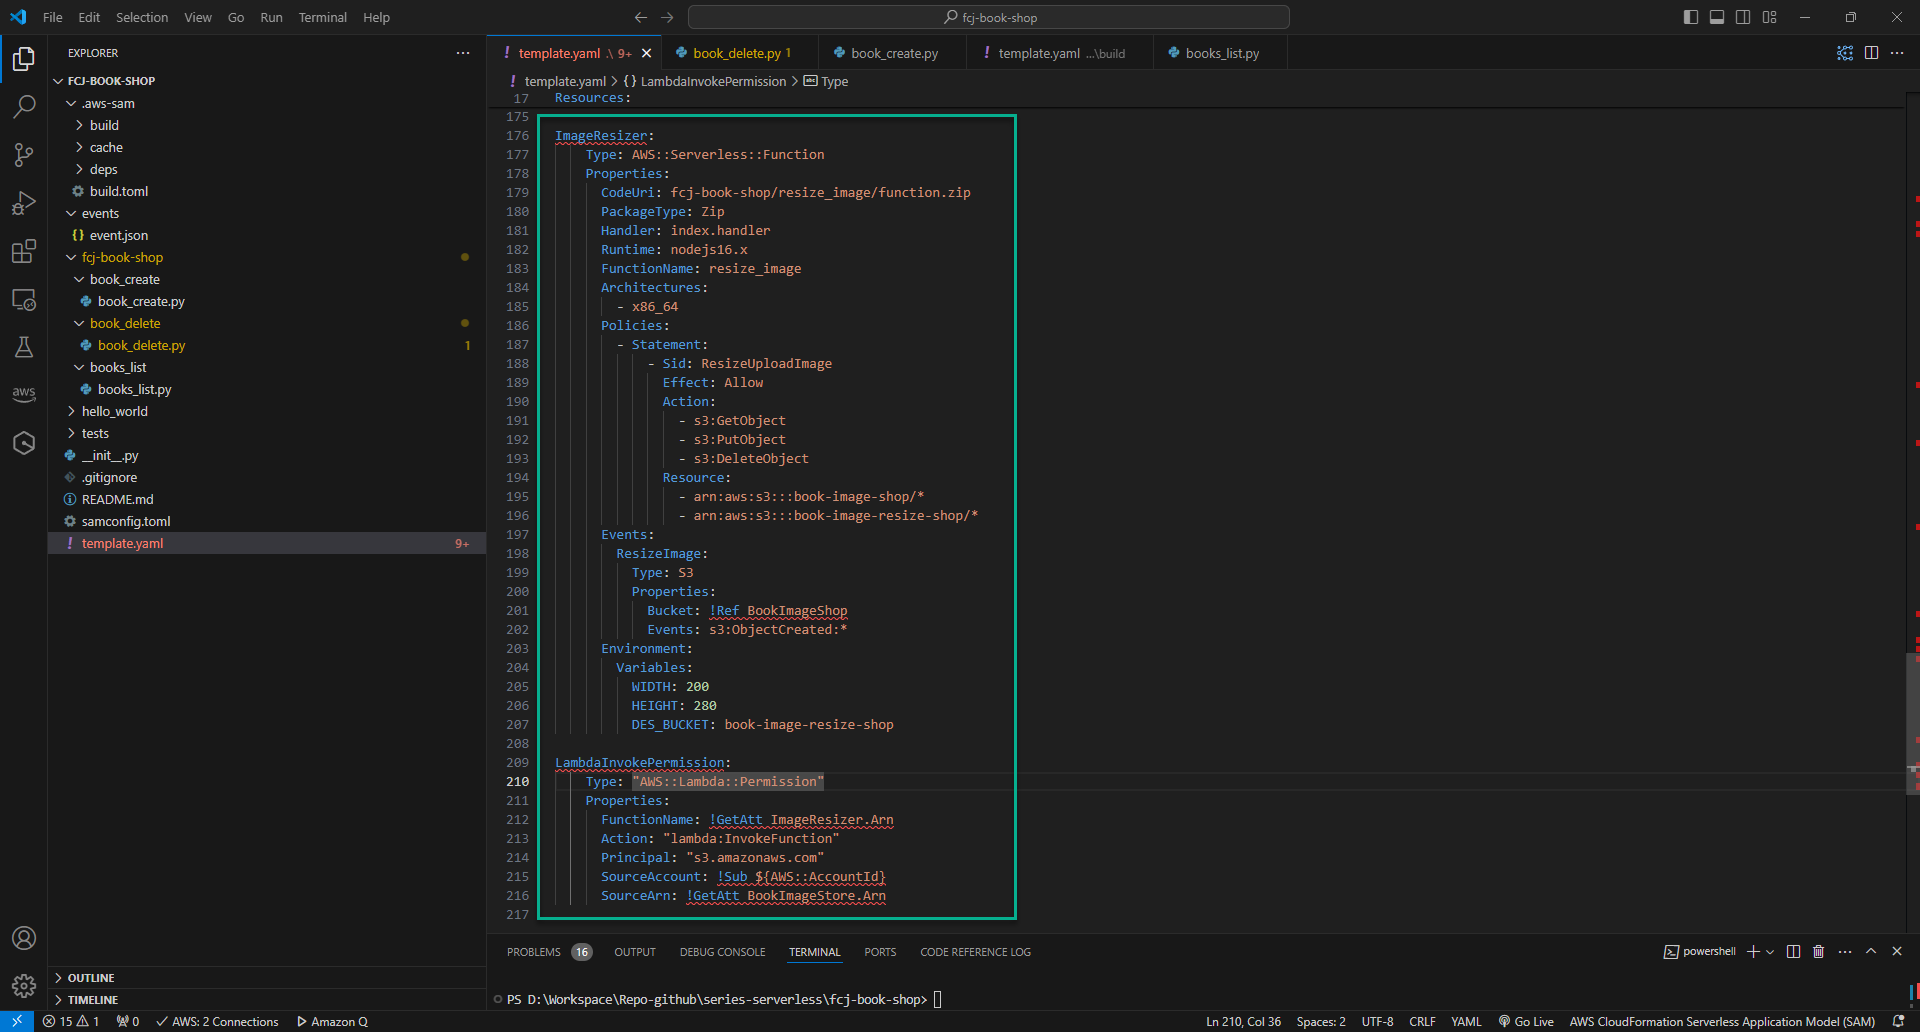 File Edit Selection View Go Run Terminal Help
fcj-book-shop
EXPLORER
FCJ-BOOK-SHOP
.aws-sam
build
cache
deps
build.toml
events
event.json
fcj-book-shop
book_create
book_create.py
book_delete
book_delete.py 1
books_list
books_list.py
hello_world
tests
__init__.py
.gitignore
README.md
samconfig.toml
template.yaml 9+
OUTLINE
TIMELINE
aws
template.yaml .\ 9+ book_delete.py 1 book_create.py template.yaml ...\build books_list.py
template.yaml > {} LambdaInvokePermission > Type
17 Resources:
175
176 ImageResizer:
177 Type: AWS::Serverless::Function
178 Properties:
179 CodeUri: fcj-book-shop/resize_image/function.zip
180 PackageType: Zip
181 Handler: index.handler
182 Runtime: nodejs16.x
183 FunctionName: resize_image
184 Architectures:
185 - x86_64
186 Policies:
187 - Statement:
188 - Sid: ResizeUploadImage
189 Effect: Allow
190 Action:
191 - s3:GetObject
192 - s3:PutObject
193 - s3:DeleteObject
194 Resource:
195 - arn:aws:s3:::book-image-shop/*
196 - arn:aws:s3:::book-image-resize-shop/*
197 Events:
198 ResizeImage:
199 Type: S3
200 Properties:
201 Bucket: !Ref BookImageShop
202 Events: s3:ObjectCreated:*
203 Environment:
204 Variables:
205 WIDTH: 200
206 HEIGHT: 280
207 DES_BUCKET: book-image-resize-shop
208
209 LambdaInvokePermission:
210 Type: "AWS::Lambda::Permission"
211 Properties:
212 FunctionName: !GetAtt ImageResizer.Arn
213 Action: "lambda:InvokeFunction"
214 Principal: "s3.amazonaws.com"
215 SourceAccount: !Sub ${AWS::AccountId}
216 SourceArn: !GetAtt BookImageStore.Arn
217
PROBLEMS 16 OUTPUT DEBUG CONSOLE TERMINAL PORTS CODE REFERENCE LOG powershell
PS D:\Workspace\Repo-github\series-serverless\fcj-book-shop>
15 1 0 AWS: 2 Connections Amazon Q Ln 210, Col 36 Spaces: 2 UTF-8 CRLF YAML Go Live AWS CloudFormation Serverless Application Model (SAM)